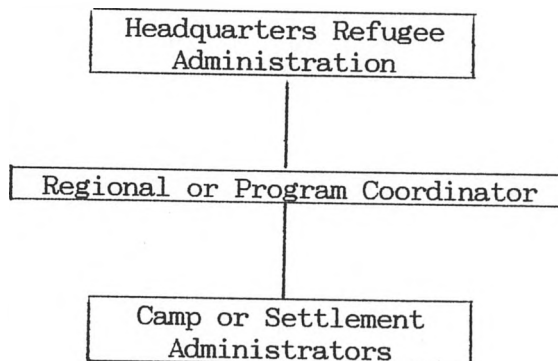 Headquarters Refugee
Administration
Regional or Program Coordinator
Camp or Settlement
Administrators